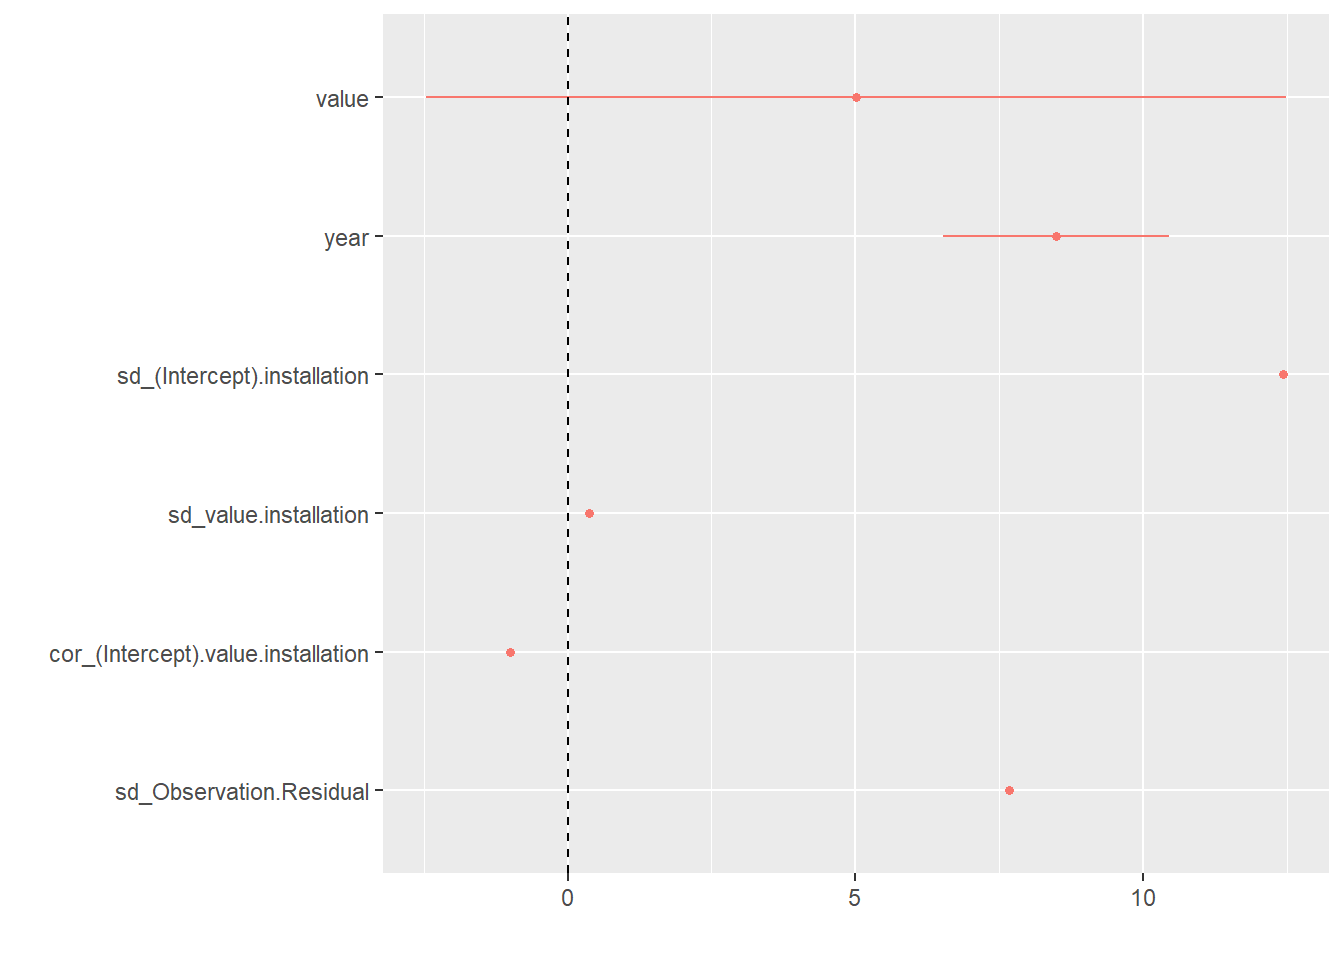 value
year
sd_(Intercept).installation
sd_value.installation
cor_(Intercept).value.installation
sd_Observation.Residual
0 5 10